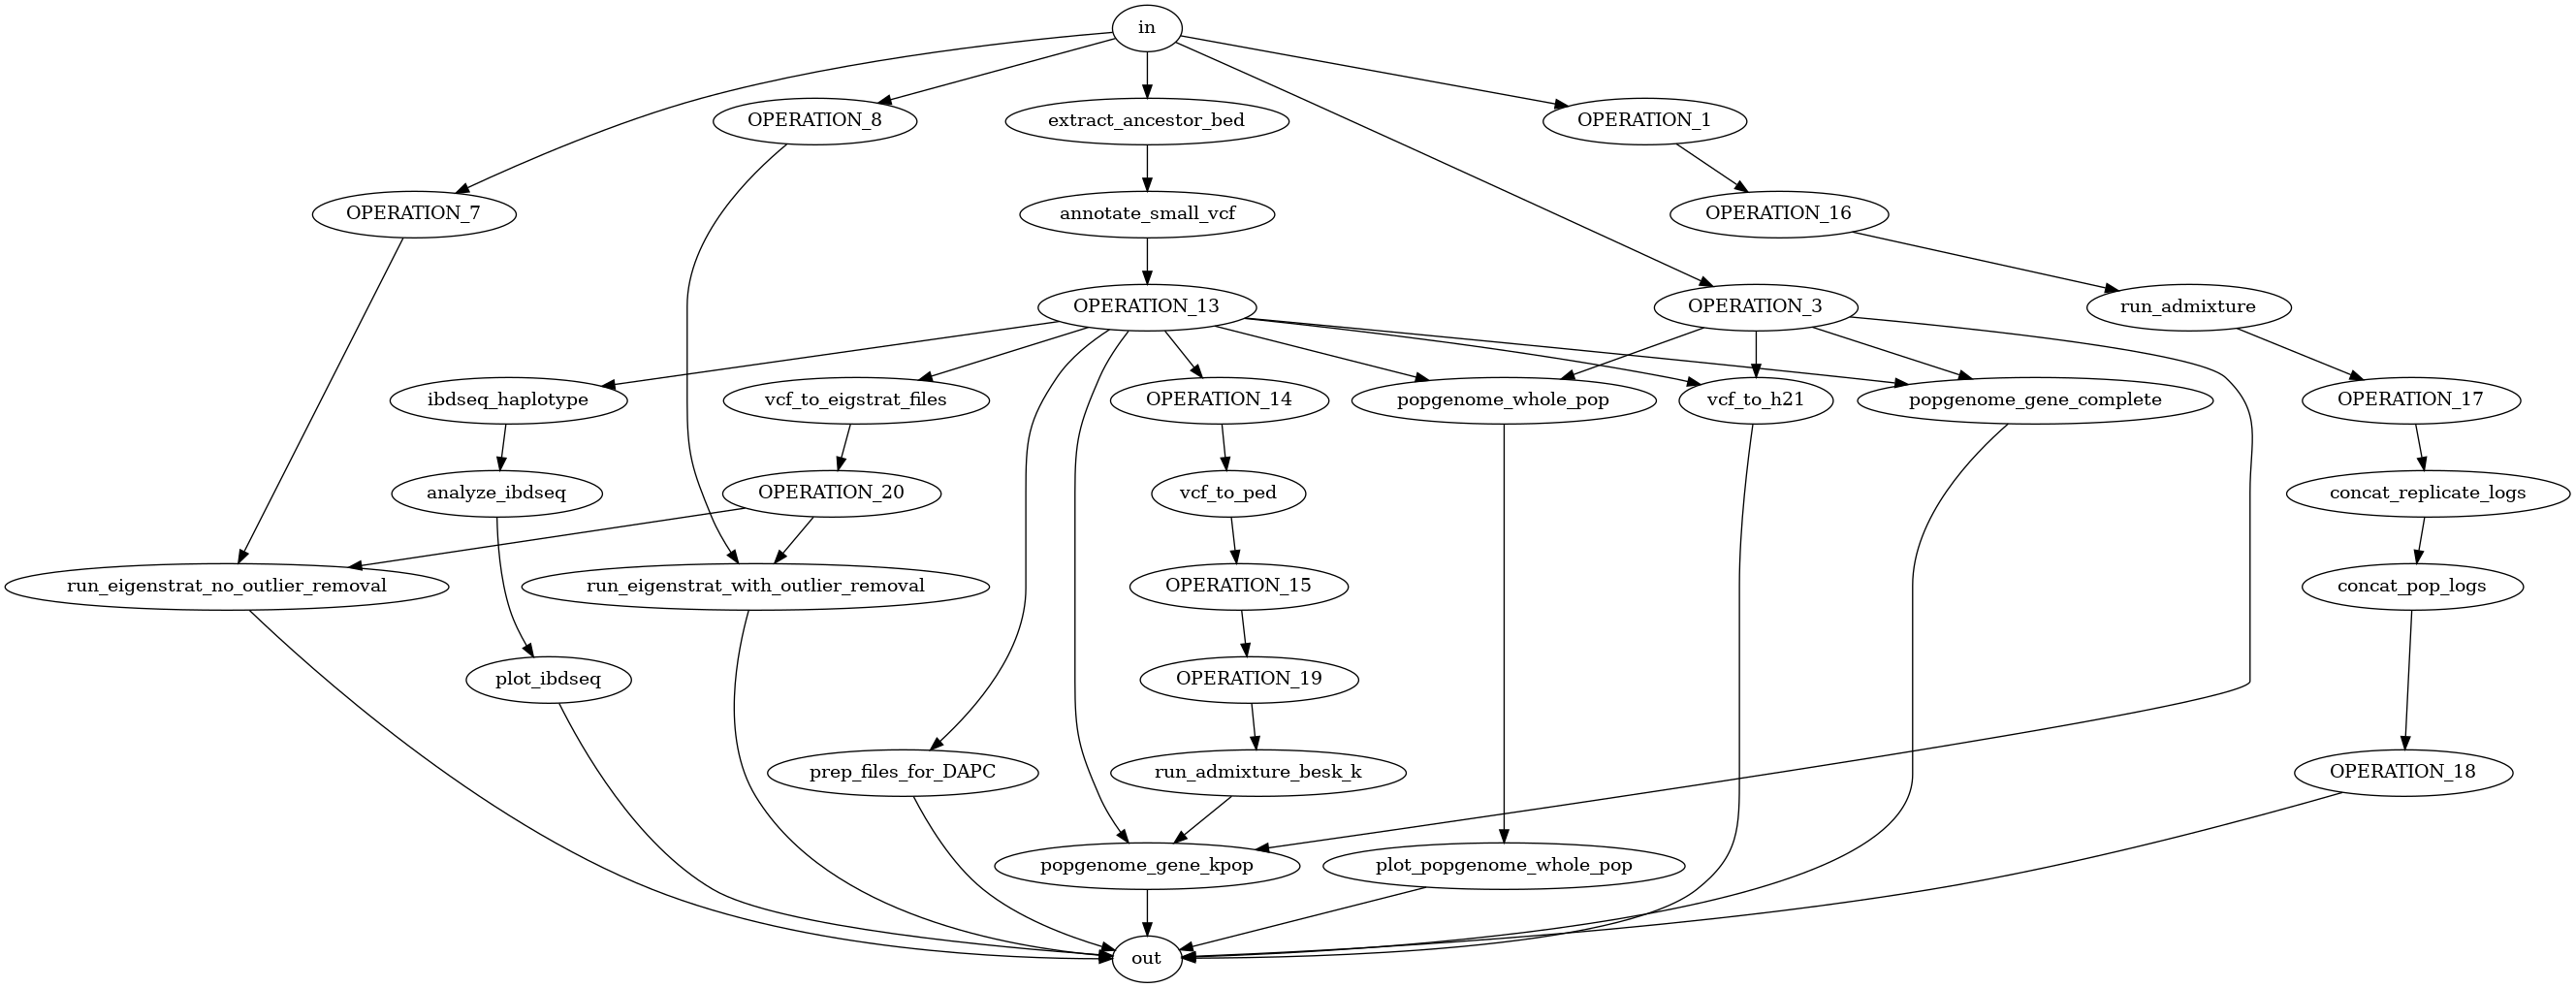 in
OPERATION_8
extract_ancestor_bed
OPERATION_1
OPERATION_7
annotate_small_vcf
OPERATION_16
OPERATION_13
OPERATION_3
run_admixture
ibdseq_haplotype
vcf_to_eigstrat_files
OPERATION_14
popgenome_whole_pop
vcf_to_h21
popgenome_gene_complete
OPERATION_17
analyze_ibdseq
OPERATION_20
vcf_to_ped
concat_replicate_logs
run_eigenstrat_no_outlier_removal
run_eigenstrat_with_outlier_removal
OPERATION_15
concat_pop_logs
plot_ibdseq
OPERATION_19
prep_files_for_DAPC
run_admixture_besk_k
OPERATION_18
popgenome_gene_kpop
plot_popgenome_whole_pop
out